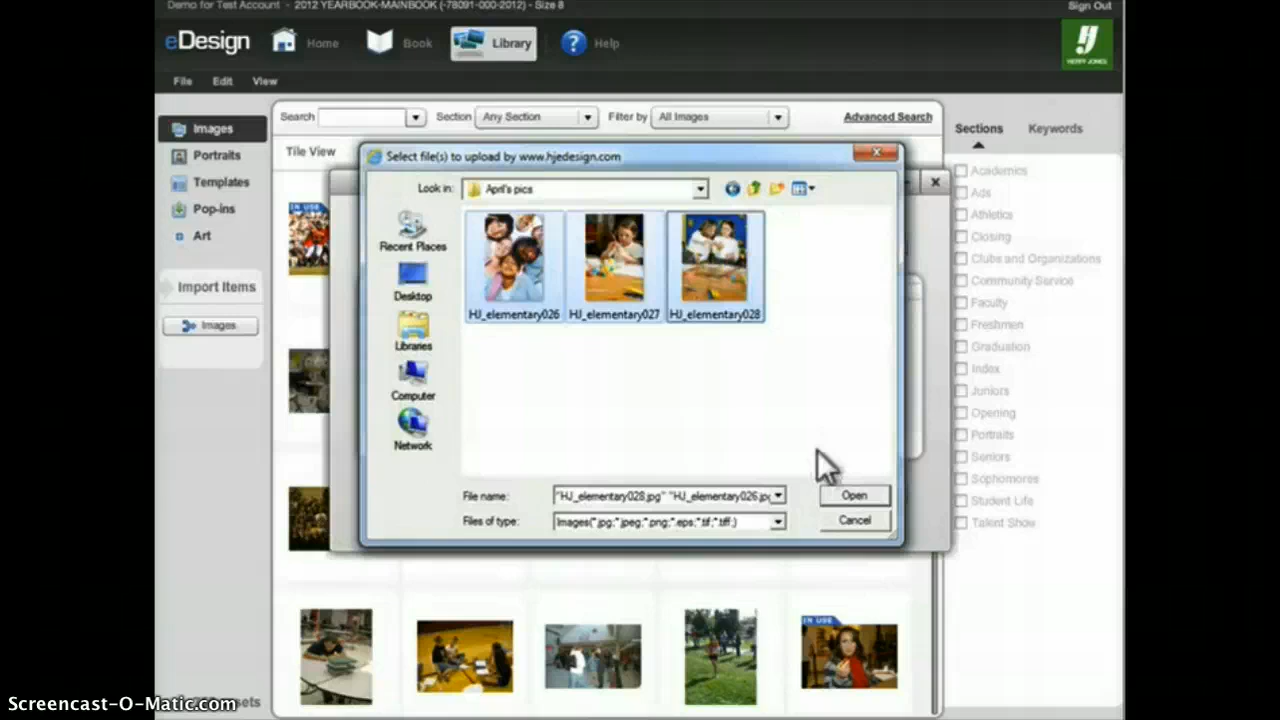 Demo for Test Account - 2012 YEARBOOK-MAINBOOK (-78091-000-2012) - Size 8
Sign Out
eDesign Home Book Library ? Help
HJ
HERFF JONES
File Edit View
Search Section Any Section Filter by All Images Advanced Search
Images
Portraits
Templates
Pop-ins
Art
Import Items
Images
Tile View
IN USE
Select file(s) to upload by www.hjedesign.com
Look in: April's pics
Recent Places
Desktop
Libraries
Computer
Network
HJ_elementary026 HJ_elementary027 HJ_elementary028
File name: "HJ_elementary028.jpg" "HJ_elementary026.jpg
Open
Files of type: Images(*.jpg;*.jpeg;*.png;*.eps;*.tif;*.tiff;)
Cancel
Sections Keywords
Academics
Ads
Athletics
Closing
Clubs and Organizations
Community Service
Faculty
Freshmen
Graduation
Index
Juniors
Opening
Portraits
Seniors
Sophomores
Student Life
Talent Show
IN USE
Screencast-O-Matic.com